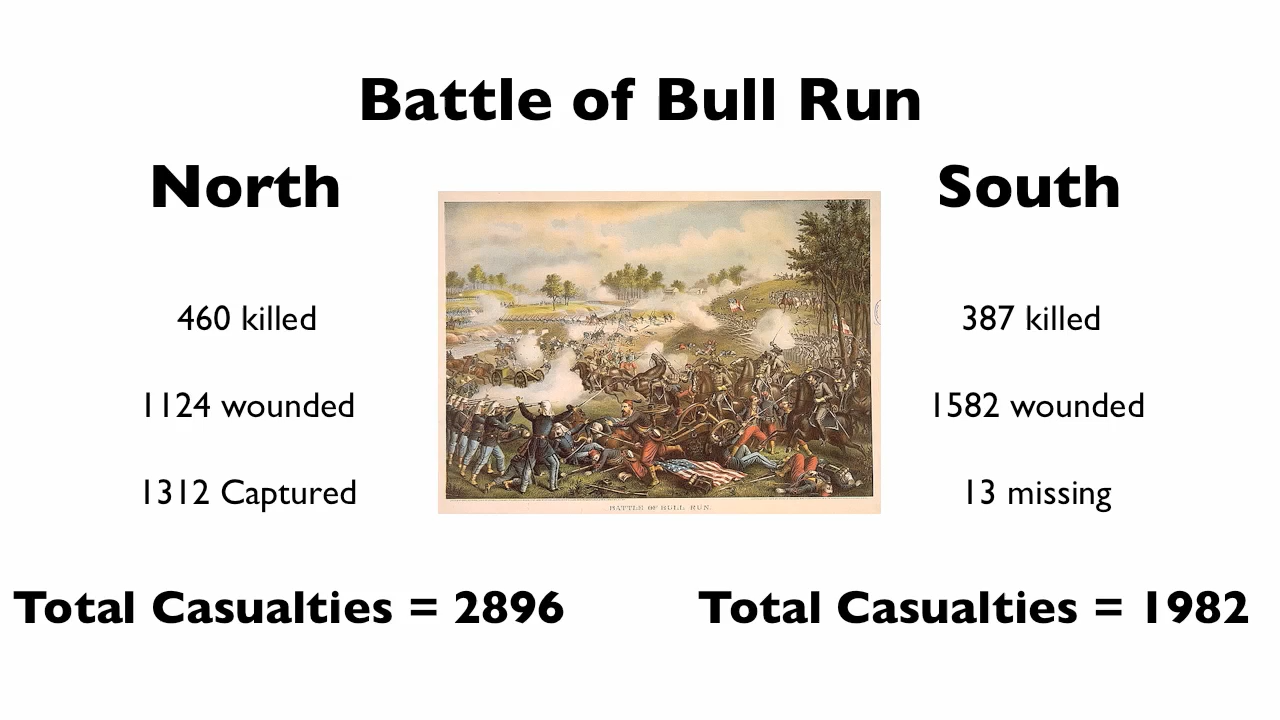 Battle of Bull Run
North
South
460 killed
1124 wounded
1312 Captured
BATTLE OF BULL RUN.
387 killed
1582 wounded
13 missing
Total Casualties = 2896
Total Casualties = 1982